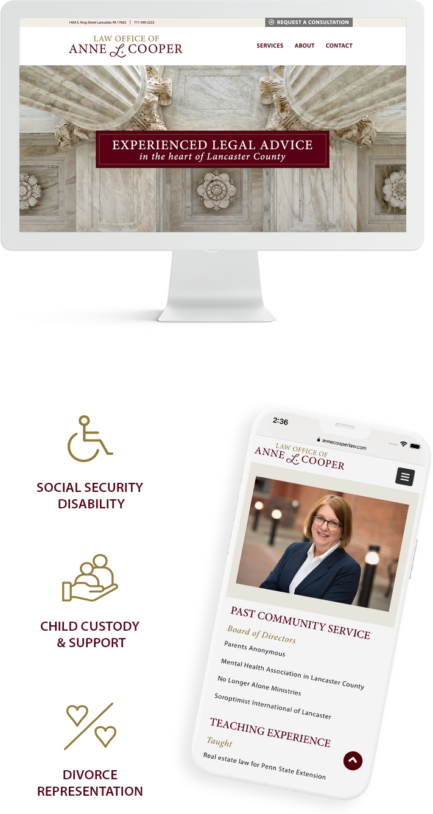 1434 E. King Street Lancaster, PA 17602 | 717-399-2222
REQUEST A CONSULTATION
LAW OFFICE OF
ANNE L. COOPER
SERVICES ABOUT CONTACT
EXPERIENCED LEGAL ADVICE
in the heart of Lancaster County
SOCIAL SECURITY
DISABILITY
CHILD CUSTODY
& SUPPORT
DIVORCE
REPRESENTATION
2:36
annecooperlaw.com
LAW OFFICE OF
ANNE L. COOPER
PAST COMMUNITY SERVICE
Board of Directors
Parents Anonymous
Mental Health Association in Lancaster County
No Longer Alone Ministries
Soroptimist International of Lancaster
TEACHING EXPERIENCE
Taught
Real estate law for Penn State Extension